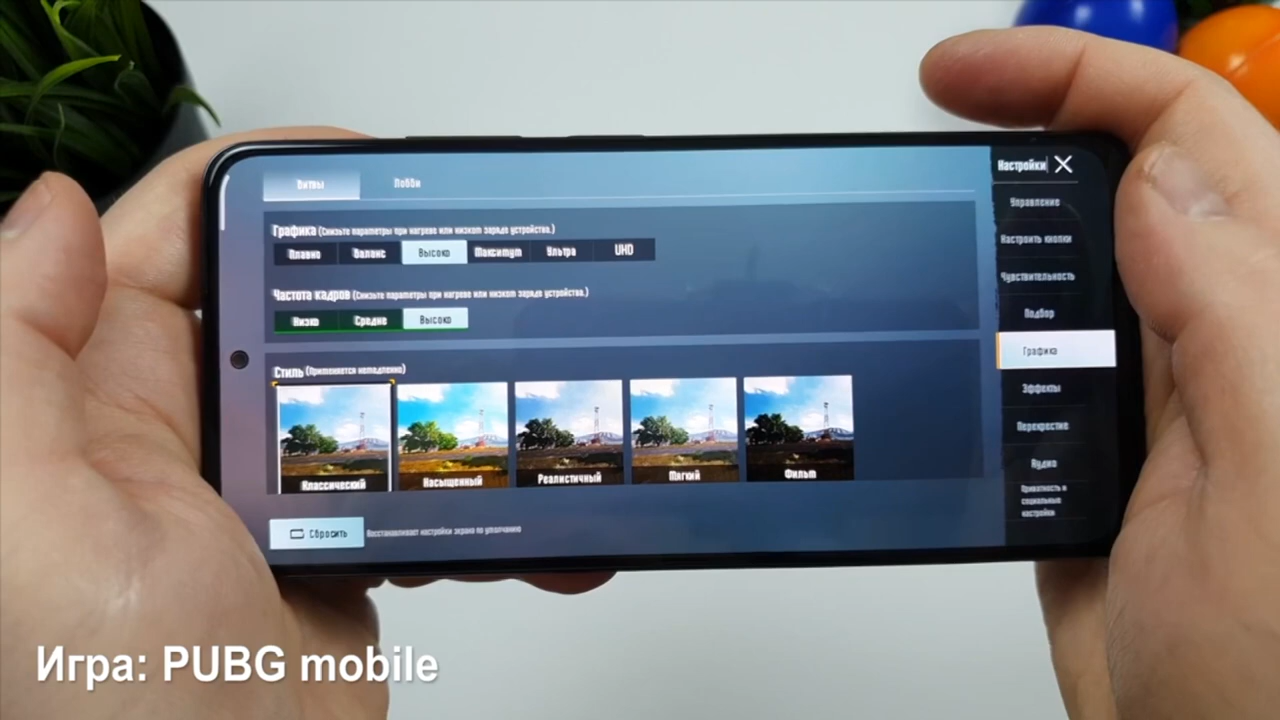 Настройки
Битвы Лобби
Управление
Графика (Снизьте параметры при нагреве или низком заряде устройства.)
Плавно Баланс Высоко Максимум Ультра UHD
Настроить кнопки
Чувствительность
Частота кадров (Снизьте параметры при нагреве или низком заряде устройства.)
Низко Средне Высоко
Подбор
Графика
Стиль (Применяется немедленно)
Эффекты
Перекрестие
Аудио
Классический Насыщенный Реалистичный Мягкий Фильм
Приватность и
социальные
настройки
Сбросить Восстанавливает настройки экрана по умолчанию
Игра: PUBG mobile